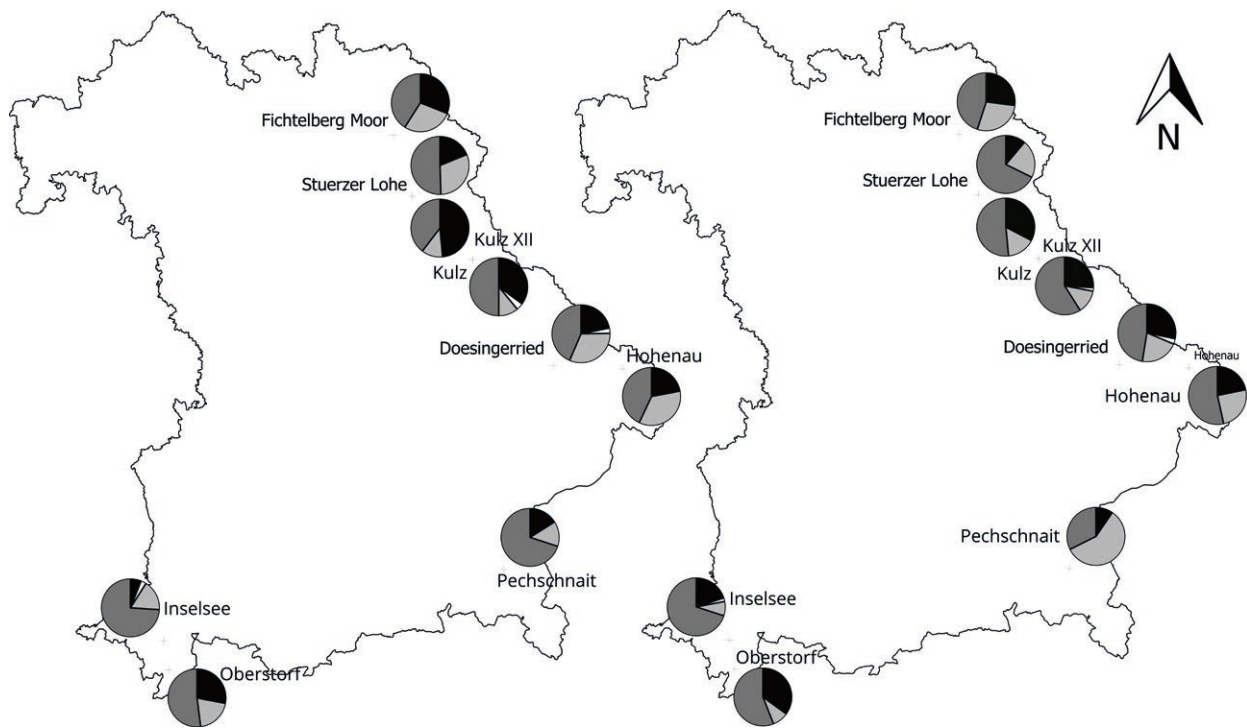 Fichtelberg Moor
Stuerzer Lohe
Kulz XII
Kulz
Doesingerried
Hohenau
Pechschnait
Inselsee
Oberstorf
Fichtelberg Moor
Stuerzer Lohe
Kulz XII
Kulz
Doesingerried
Hohenau
Hohenau
Pechschnait
Inselsee
Oberstorf
N